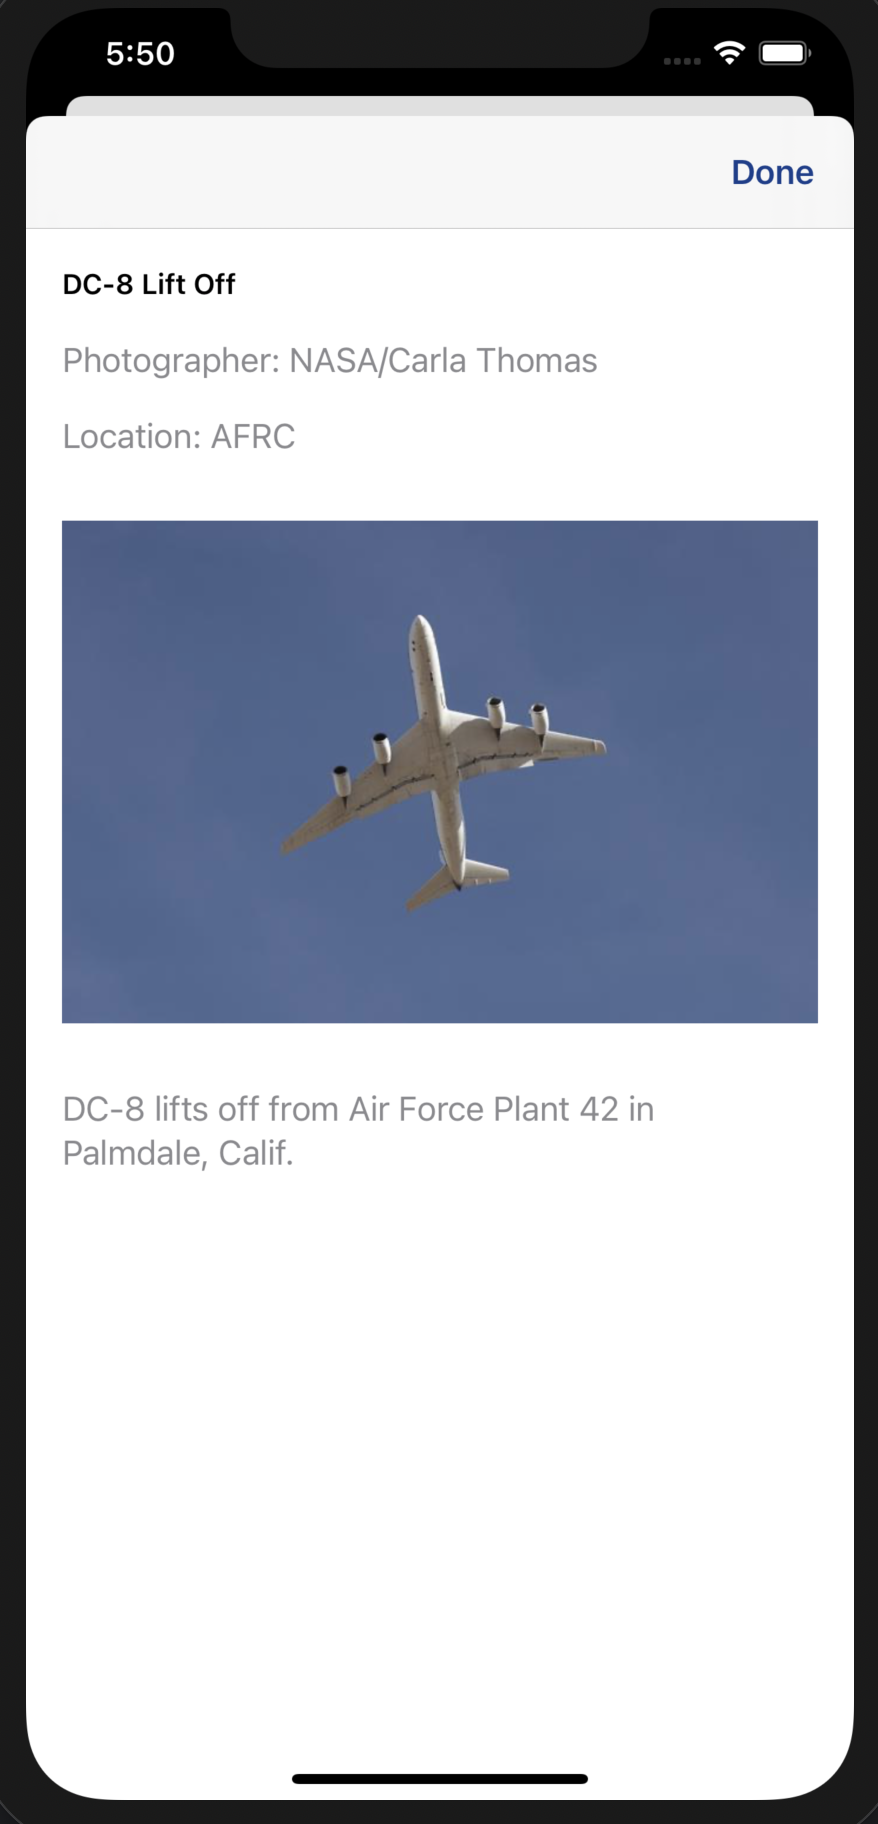 5:50
Done
DC-8 Lift Off
Photographer: NASA/Carla Thomas
Location: AFRC
DC-8 lifts off from Air Force Plant 42 in
Palmdale, Calif.